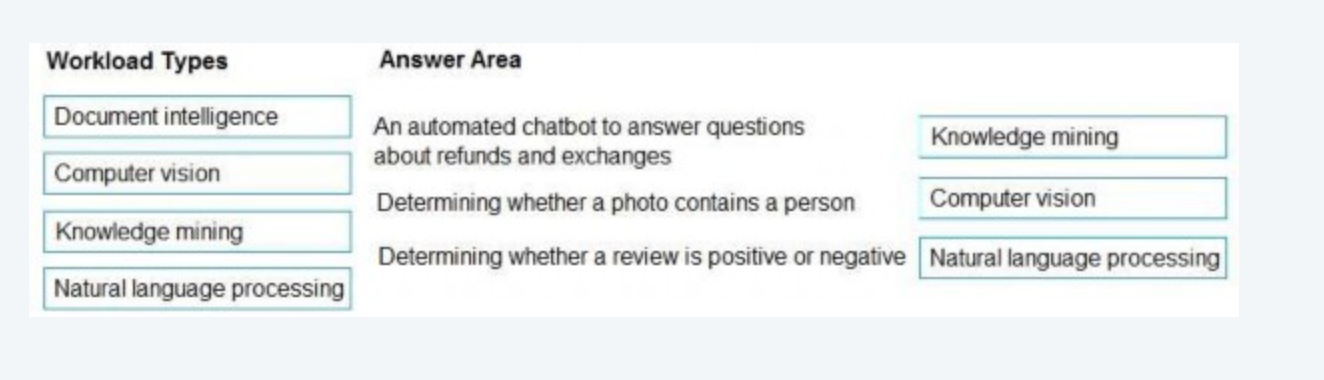 Workload Types
Answer Area
Document intelligence
Computer vision
Knowledge mining
Natural language processing
An automated chatbot to answer questions
about refunds and exchanges
Knowledge mining
Determining whether a photo contains a person
Computer vision
Determining whether a review is positive or negative
Natural language processing